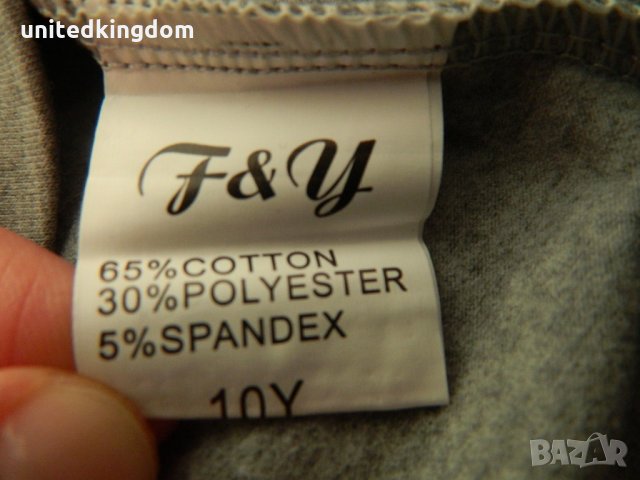 unitedkingdom
F&Y
65%COTTON
30%POLYESTER
5%SPANDEX
10Y
BAZAR